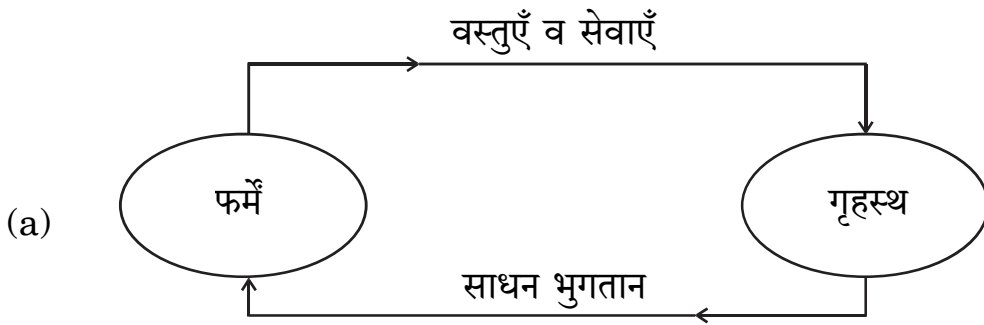 वस्तुएँ व सेवाएँ
(a)
फर्में
गृहस्थ
साधन भुगतान